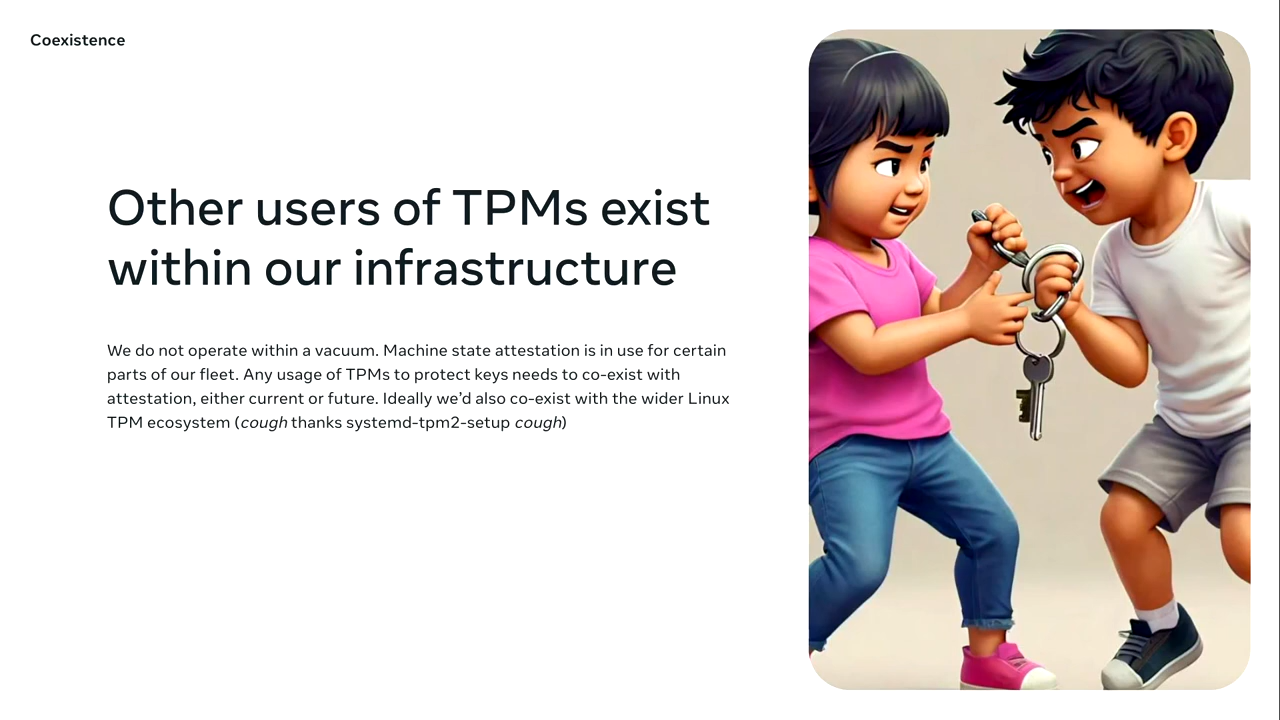 Coexistence
Other users of TPMs exist
within our infrastructure
We do not operate within a vacuum. Machine state attestation is in use for certain
parts of our fleet. Any usage of TPMs to protect keys needs to co-exist with
attestation, either current or future. Ideally we’d also co-exist with the wider Linux
TPM ecosystem (cough thanks systemd-tpm2-setup cough)